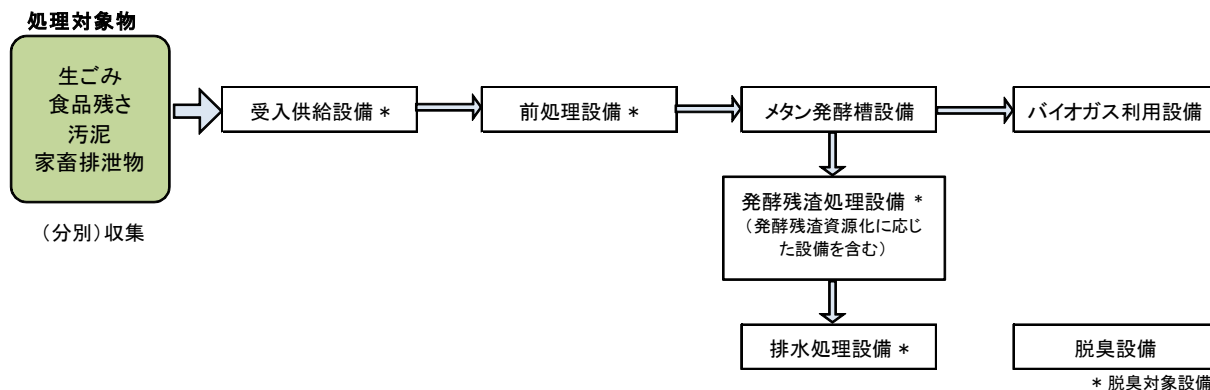 処理対象物
生ごみ
食品残さ
汚泥
家畜排泄物
(分別)収集
受入供給設備 *
前処理設備 *
メタン発酵槽設備
バイオガス利用設備
発酵残渣処理設備 *
(発酵残渣資源化に応じ
た設備を含む)
排水処理設備 *
脱臭設備
* 脱臭対象設備